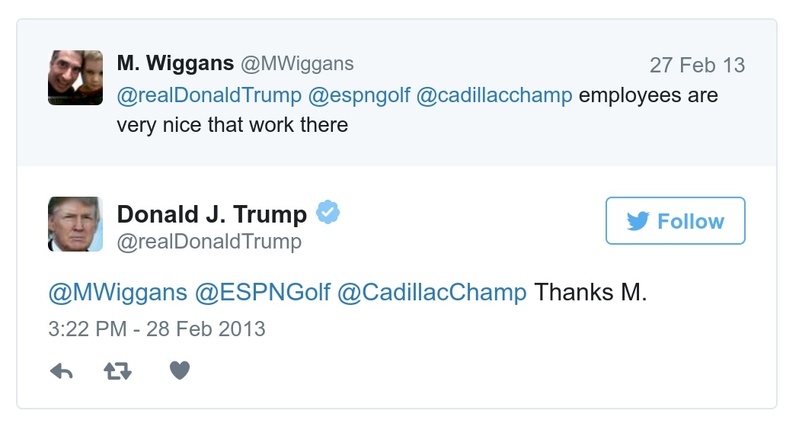 M. Wiggans @MWiggans 27 Feb 13
@realDonaldTrump @espngolf @cadillacchamp employees are
very nice that work there
Donald J. Trump
@realDonaldTrump
Follow
@MWiggans @ESPNGolf @CadillacChamp Thanks M.
3:22 PM - 28 Feb 2013